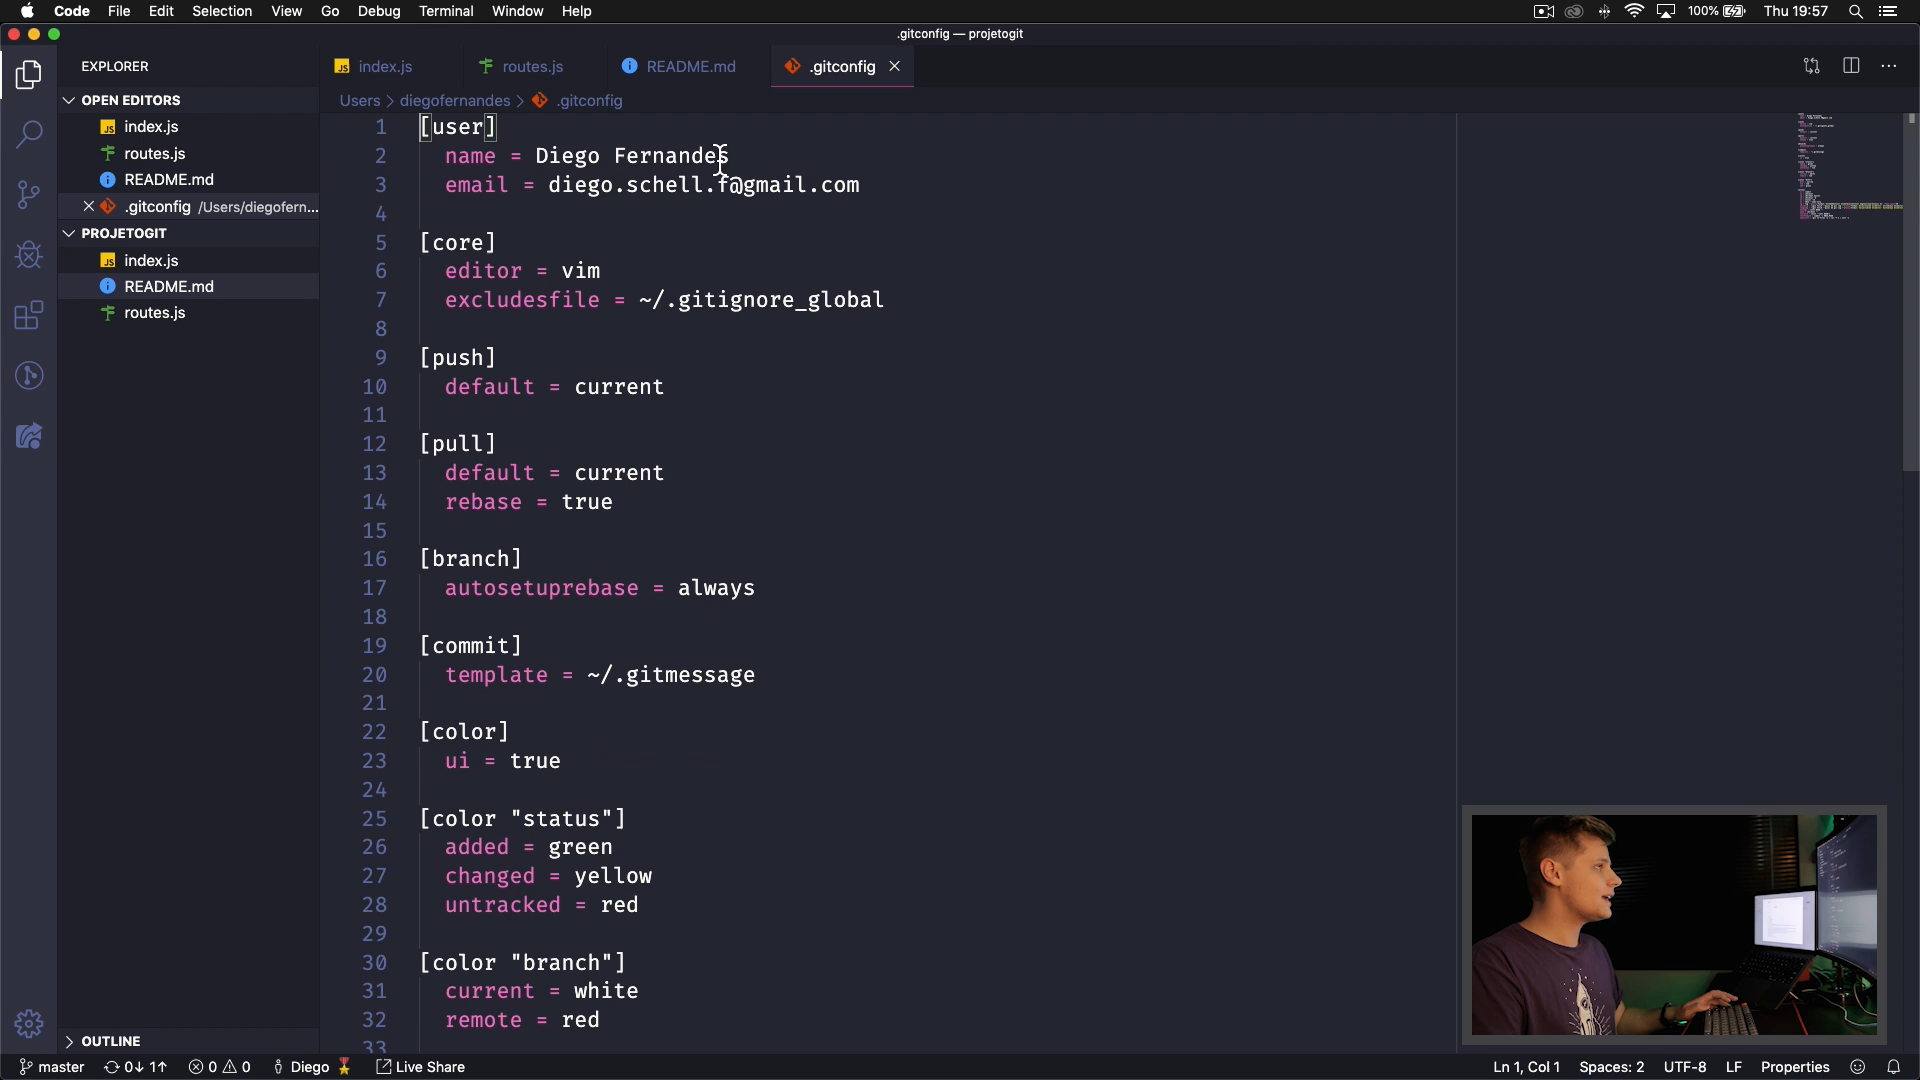 Code File Edit Selection View Go Debug Terminal Window Help 100% Thu 19:57
.gitconfig — projetogit
EXPLORER
OPEN EDITORS
JS index.js
routes.js
README.md
.gitconfig /Users/diegofern...
PROJETOGIT
JS index.js
README.md
routes.js
OUTLINE
JS index.js routes.js README.md .gitconfig
Users > diegofernandes > .gitconfig
1 [user]
2 name = Diego Fernandes
3 email = diego.schell.f@gmail.com
4
5 [core]
6 editor = vim
7 excludesfile = ~/.gitignore_global
8
9 [push]
10 default = current
11
12 [pull]
13 default = current
14 rebase = true
15
16 [branch]
17 autosetuprebase = always
18
19 [commit]
20 template = ~/.gitmessage
21
22 [color]
23 ui = true
24
25 [color "status"]
26 added = green
27 changed = yellow
28 untracked = red
29
30 [color "branch"]
31 current = white
32 remote = red
33
master 0↓ 1↑ 0 0 Diego Live Share Ln 1, Col 1 Spaces: 2 UTF-8 LF Properties